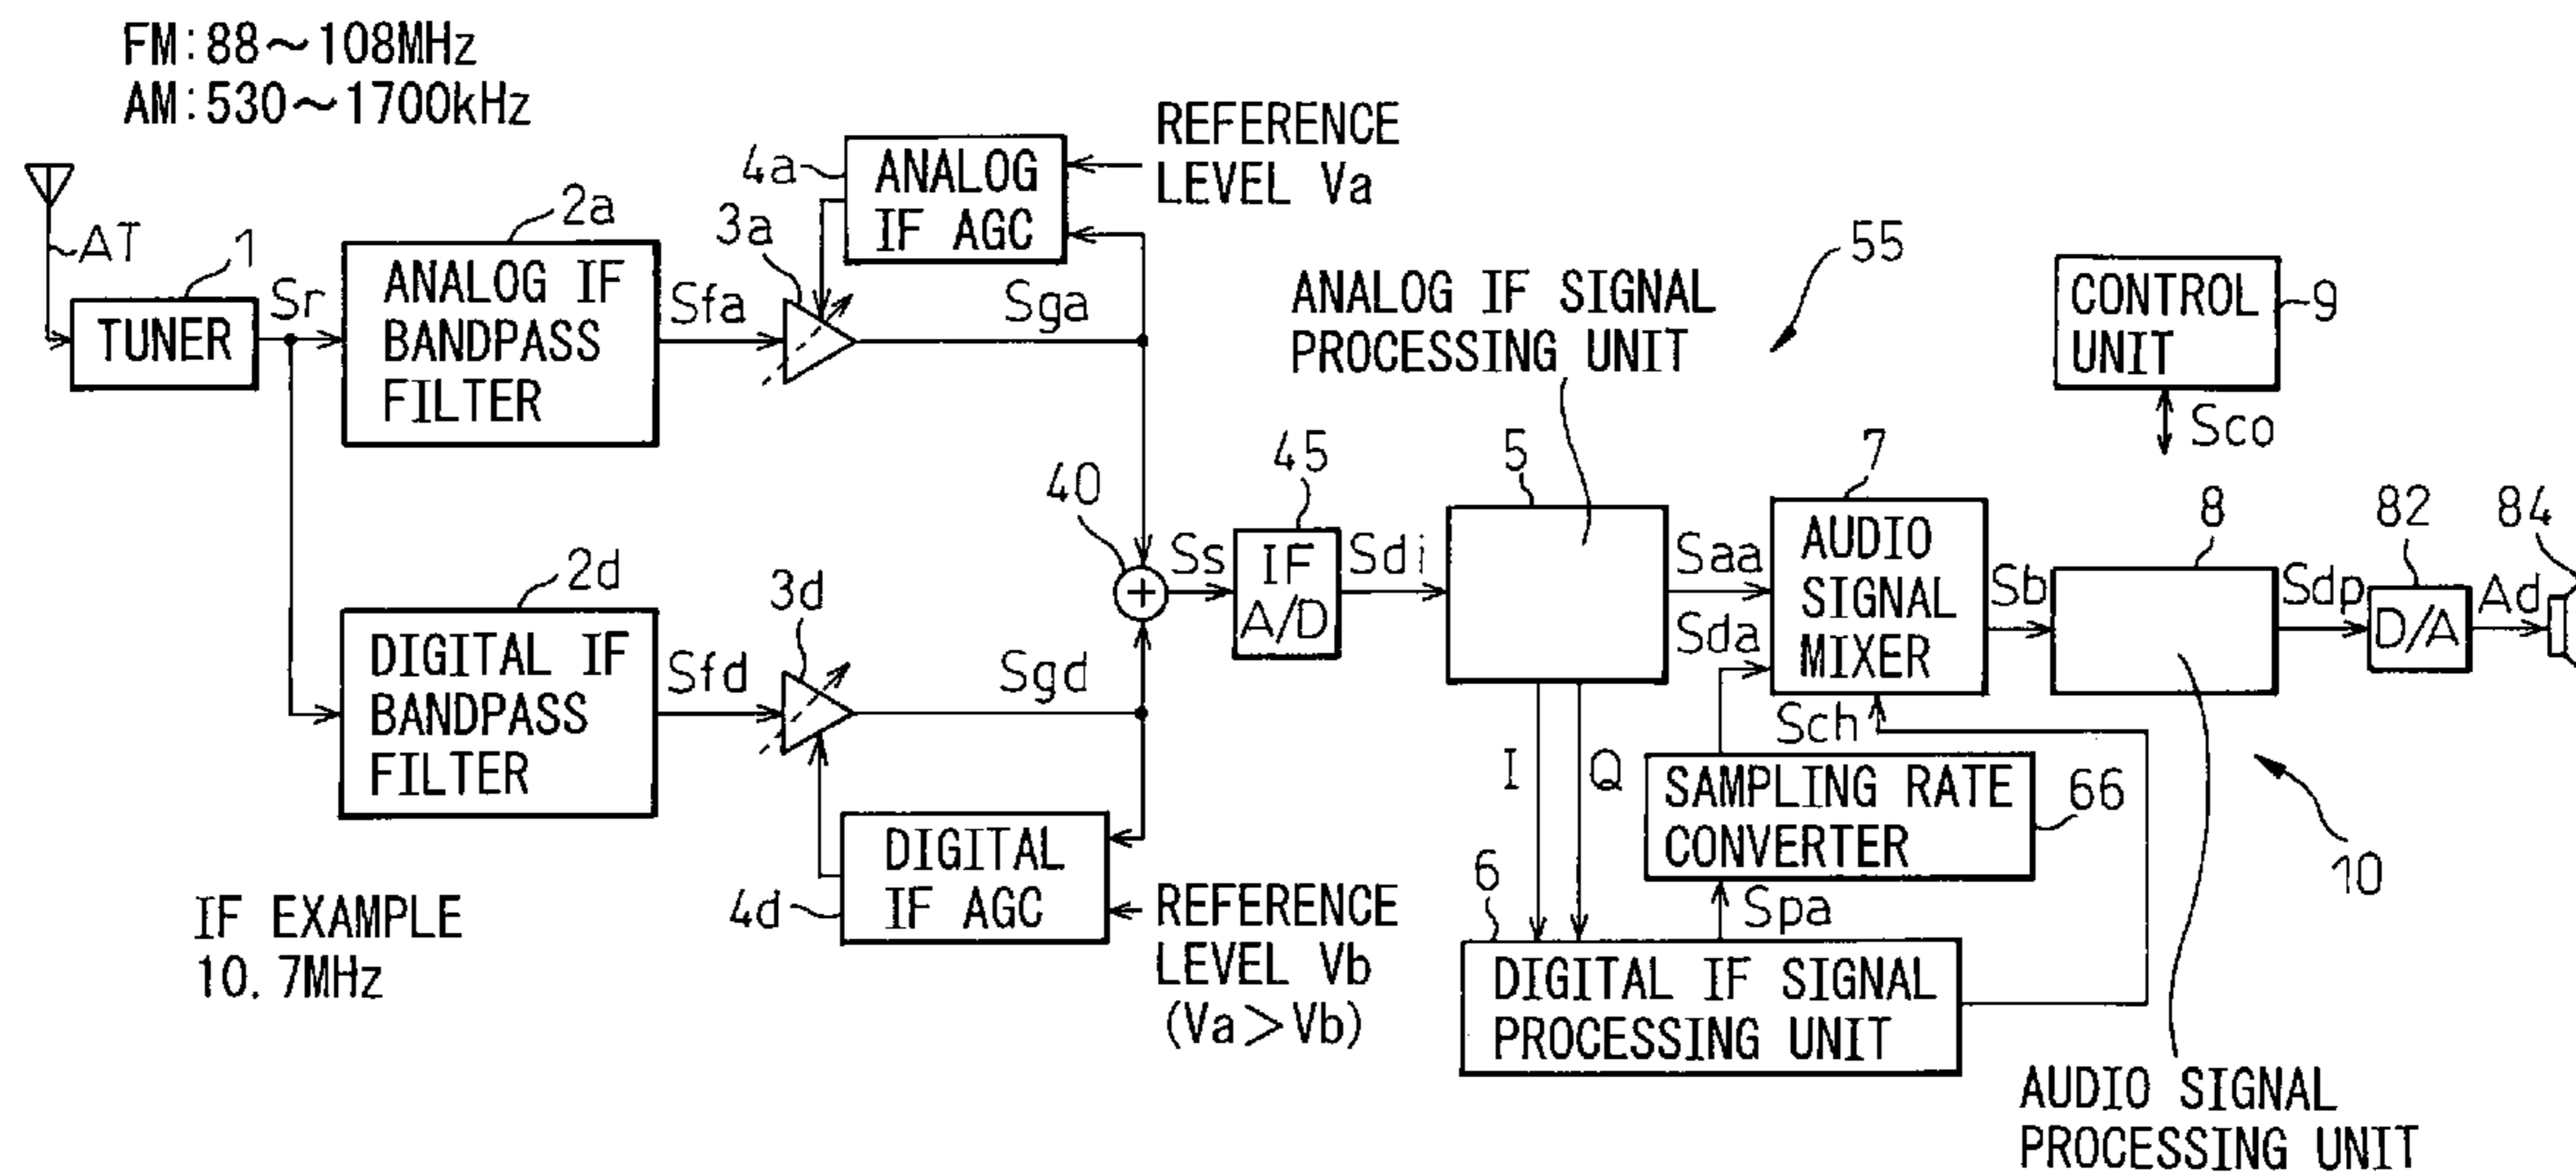 FM:88～108MHz
AM:530～1700kHz
AT
1
TUNER
Sr
2a
ANALOG IF
BANDPASS
FILTER
Sfa
3a
4a
ANALOG
IF AGC
REFERENCE
LEVEL Va
Sga
2d
DIGITAL IF
BANDPASS
FILTER
Sfd
3d
Sgd
4d
DIGITAL
IF AGC
REFERENCE
LEVEL Vb
(Va>Vb)
IF EXAMPLE
10.7MHz
40
Ss
45
IF
A/D
Sdi
ANALOG IF SIGNAL
PROCESSING UNIT
55
5
Saa
Sda
I
Q
7
AUDIO
SIGNAL
MIXER
Sch
SAMPLING RATE
CONVERTER
66
Spa
6
DIGITAL IF SIGNAL
PROCESSING UNIT
CONTROL
UNIT
9
Sco
Sb
8
Sdp
82
D/A
Ad
84
10
AUDIO SIGNAL
PROCESSING UNIT